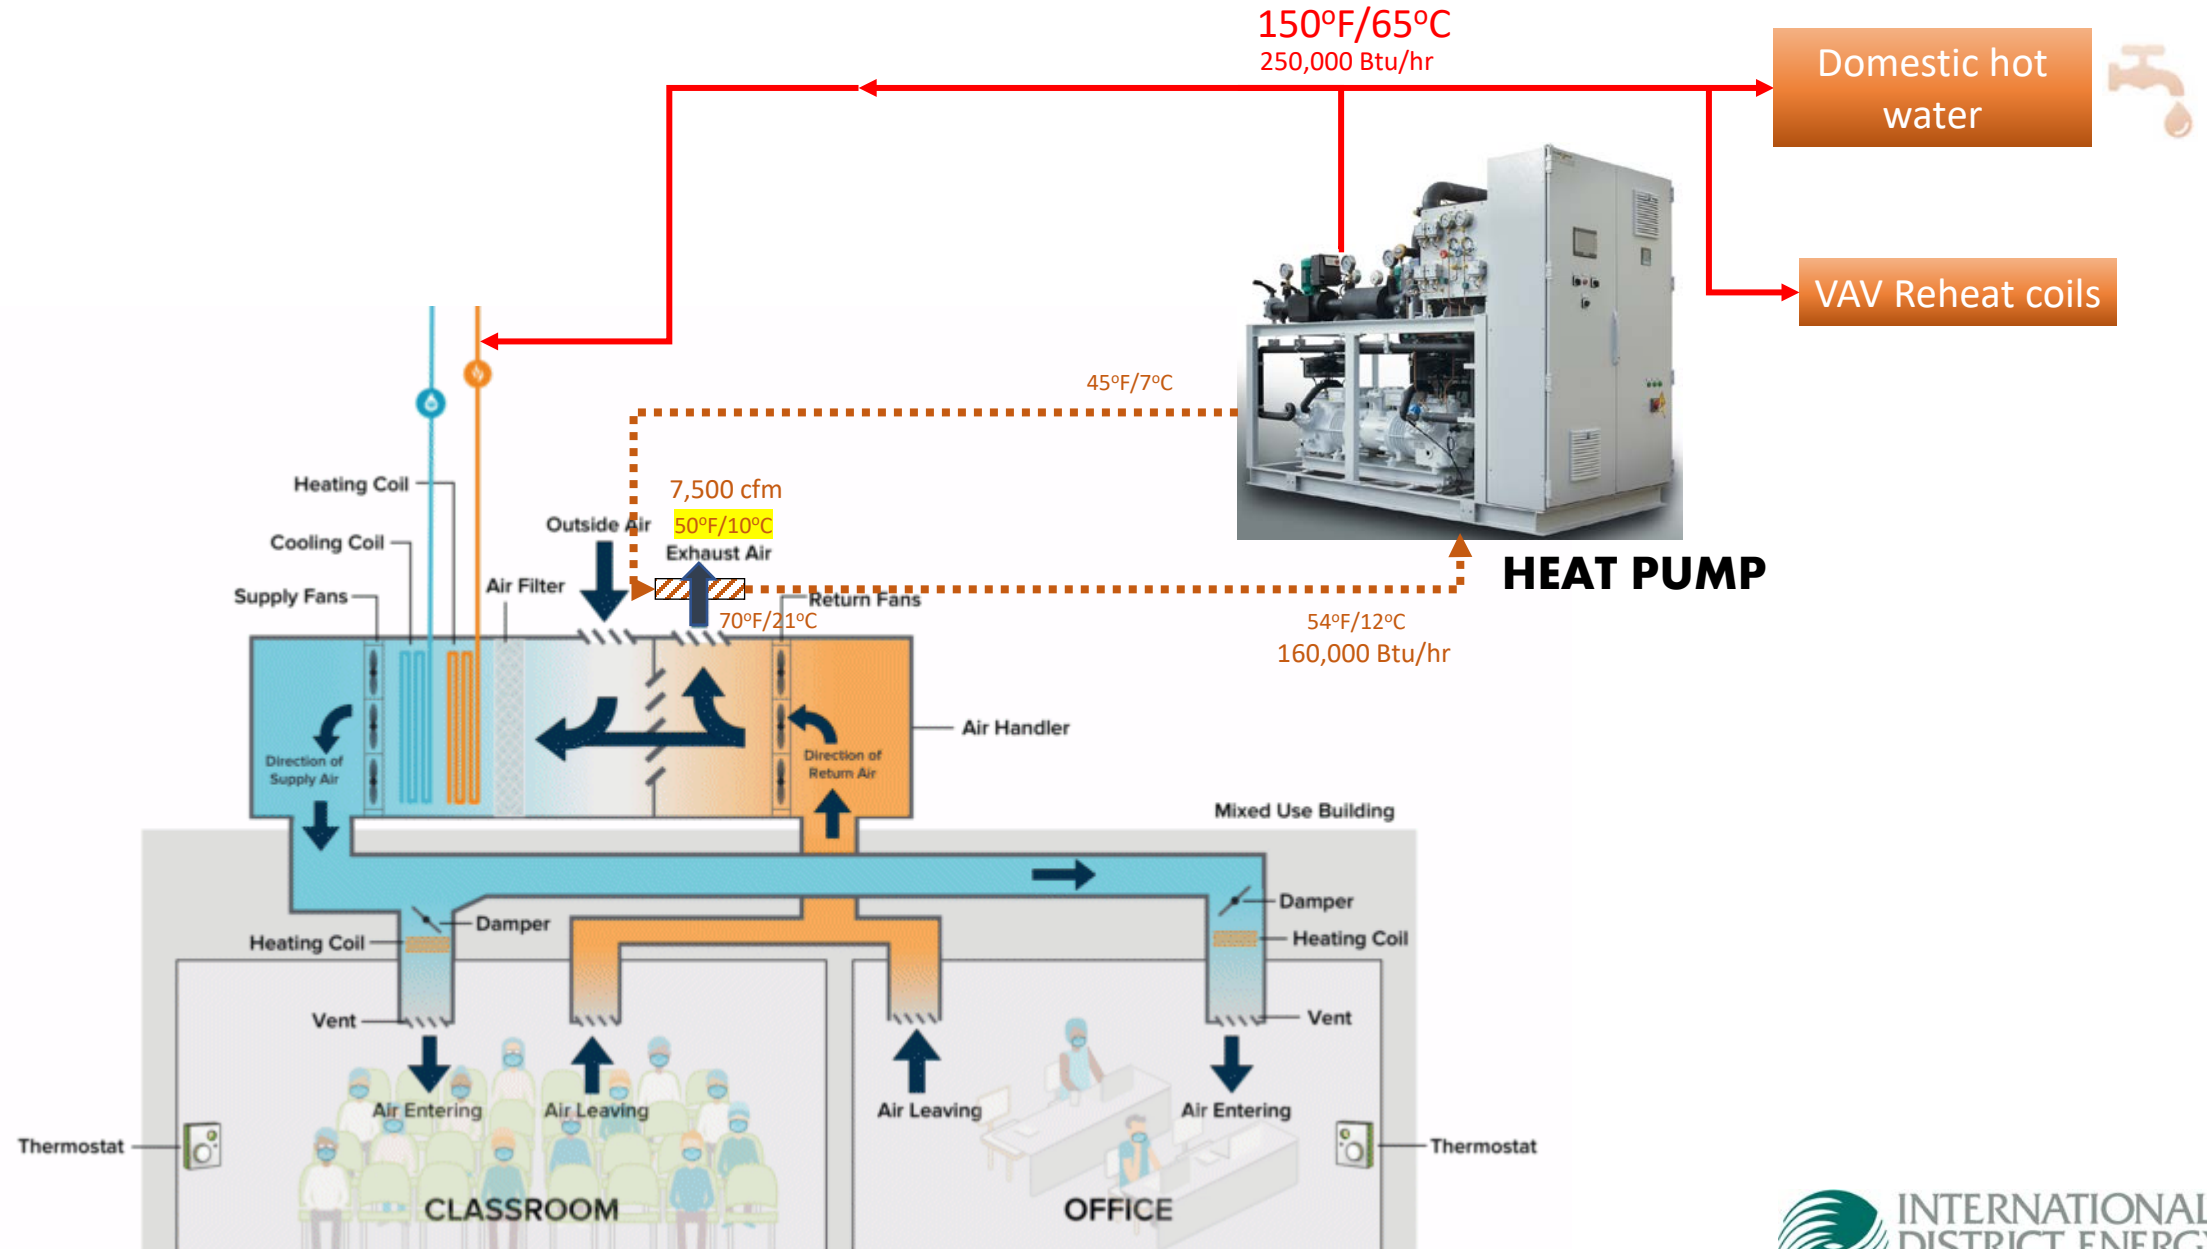 150°F/65°C
250,000 Btu/hr
Domestic hot
water
VAV Reheat coils
45°F/7°C
Heating Coil
7,500 cfm
Outside Air
50°F/10°C
Cooling Coil
Exhaust Air
HEAT PUMP
Air Filter
Supply Fans
Return Fans
70°F/21°C
54°F/12°C
160,000 Btu/hr
Air Handler
Direction of
Supply Air
Direction of
Return Air
Mixed Use Building
Damper
Damper
Heating Coil
Heating Coil
Vent
Vent
Air Entering
Air Leaving
Air Leaving
Air Entering
Thermostat
Thermostat
CLASSROOM
OFFICE
INTERNATIONAL
DISTRICT ENERGY